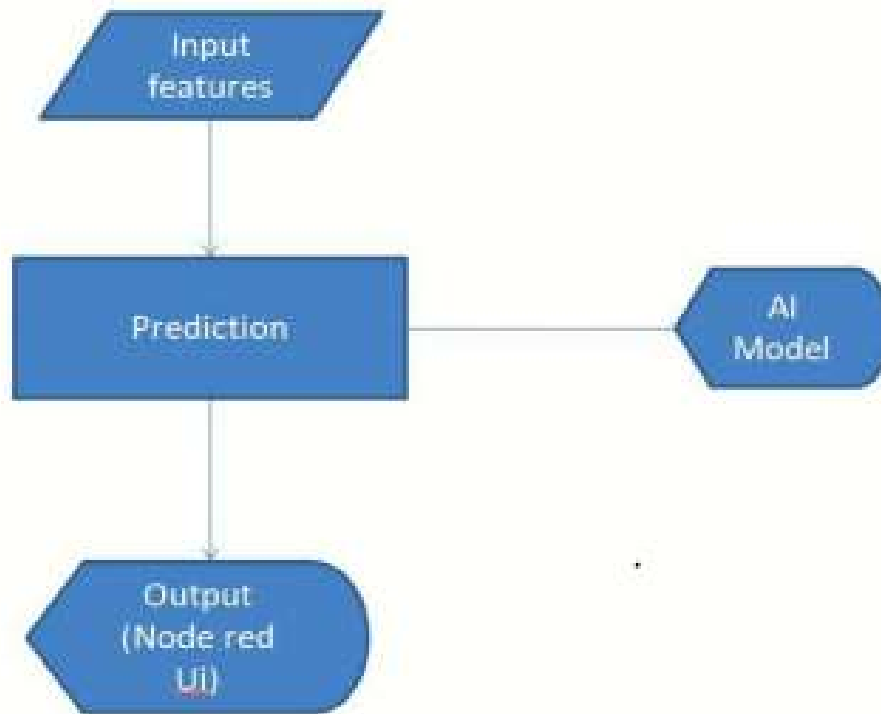 Input
features
Prediction
AI
Model
Output
(Node red
Ui)